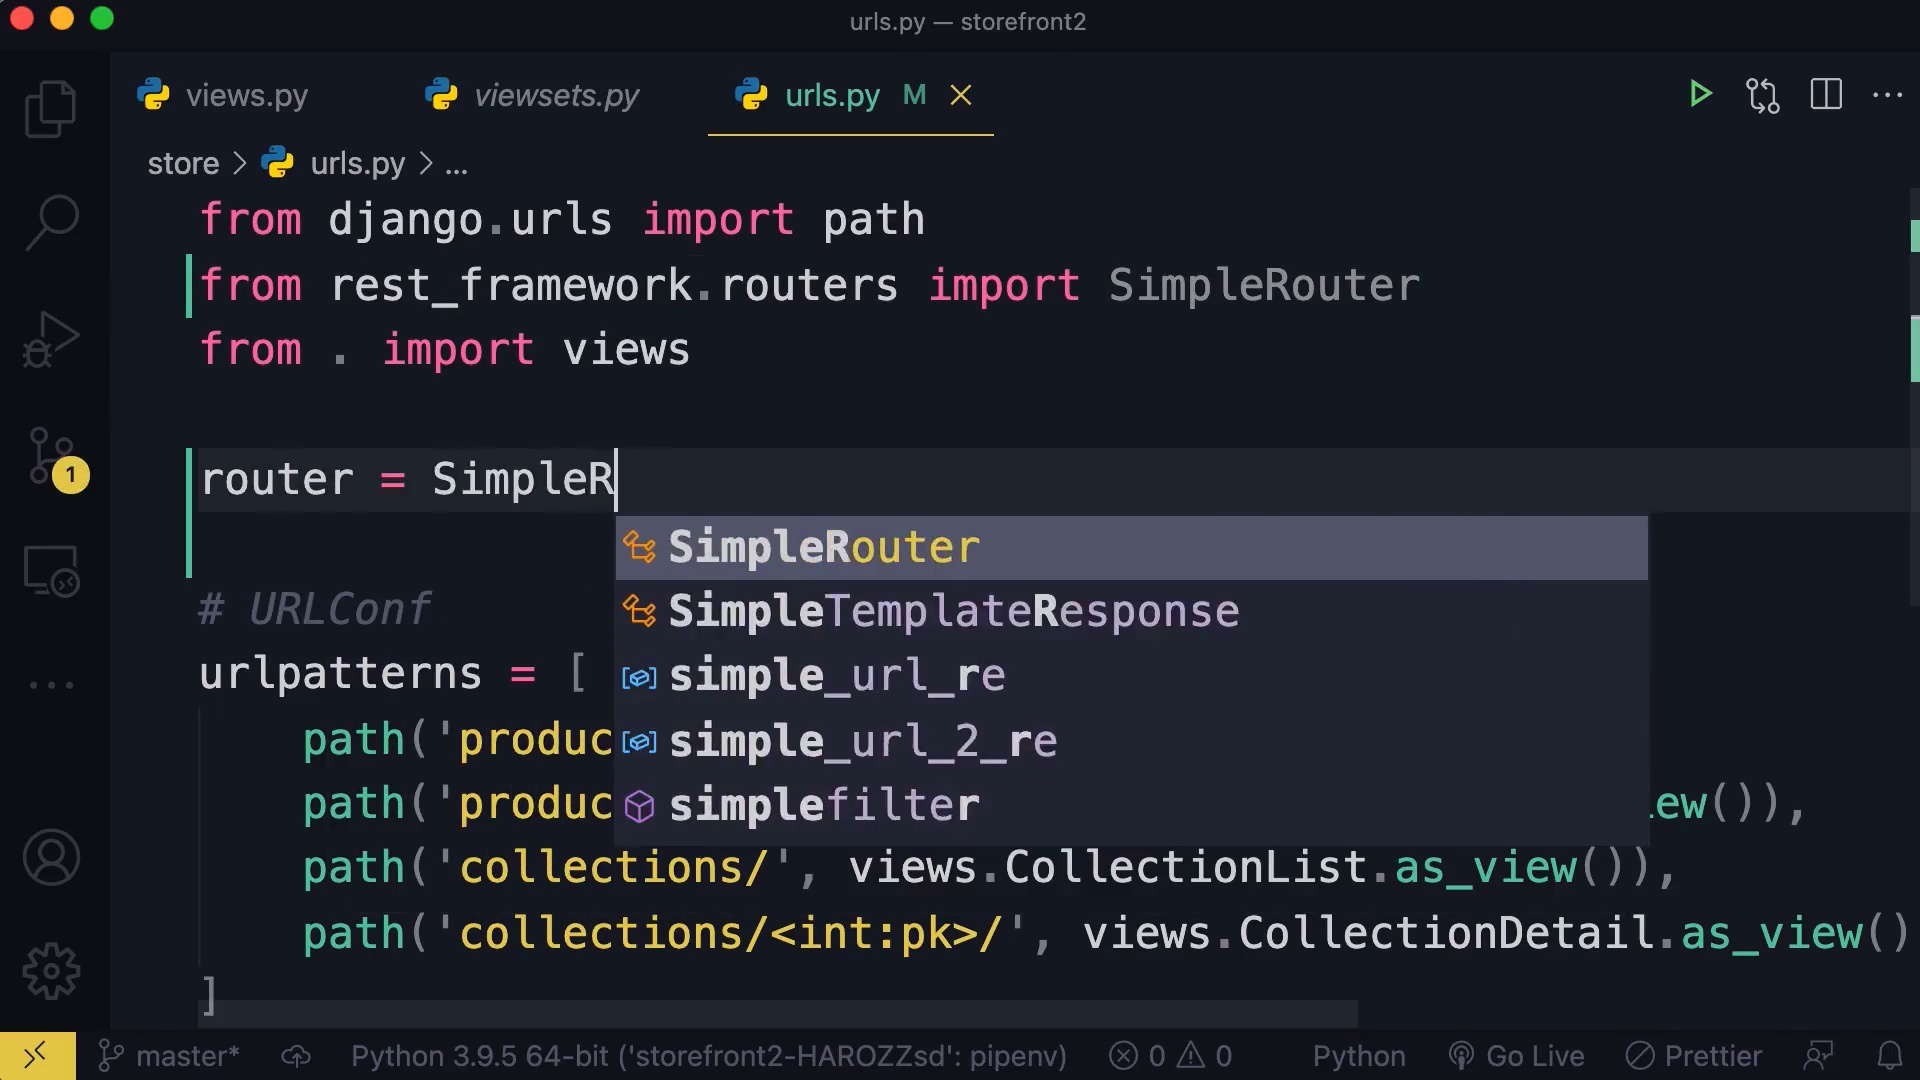 urls.py — storefront2
views.py
viewsets.py
urls.py M
store > urls.py > ...
from django.urls import path
from rest_framework.routers import SimpleRouter
from . import views
router = SimpleR
SimpleRouter
SimpleTemplateResponse
simple_url_re
simple_url_2_re
simplefilter
# URLConf
urlpatterns = [
path('produc
path('produc ew()),
path('collections/', views.CollectionList.as_view()),
path('collections/<int:pk>/', views.CollectionDetail.as_view()
]
1
master* Python 3.9.5 64-bit ('storefront2-HAROZZsd': pipenv) 0 0 Python Go Live Prettier